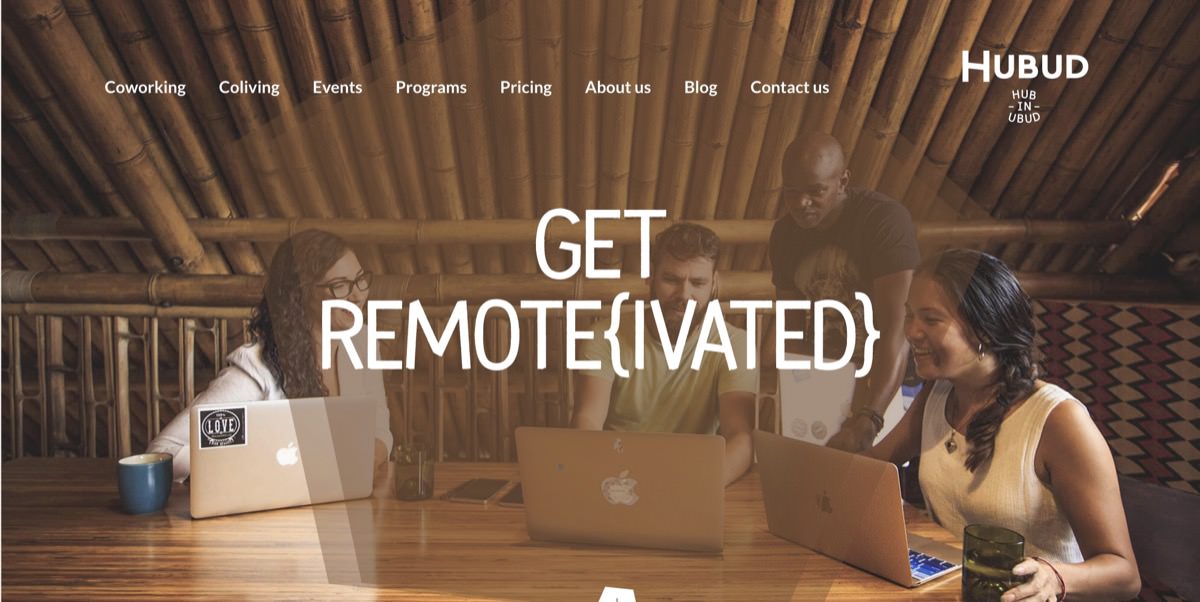 Coworking Coliving Events Programs Pricing About us Blog Contact us
HUBUD
HUB
-IN-
UBUD
GET
REMOTE{IVATED}
LOVE